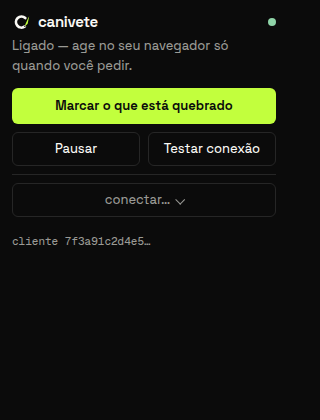 canivete
Ligado — age no seu navegador só
quando você pedir.
Marcar o que está quebrado
Pausar
Testar conexão
conectar...
cliente 7f3a91c2d4e5…